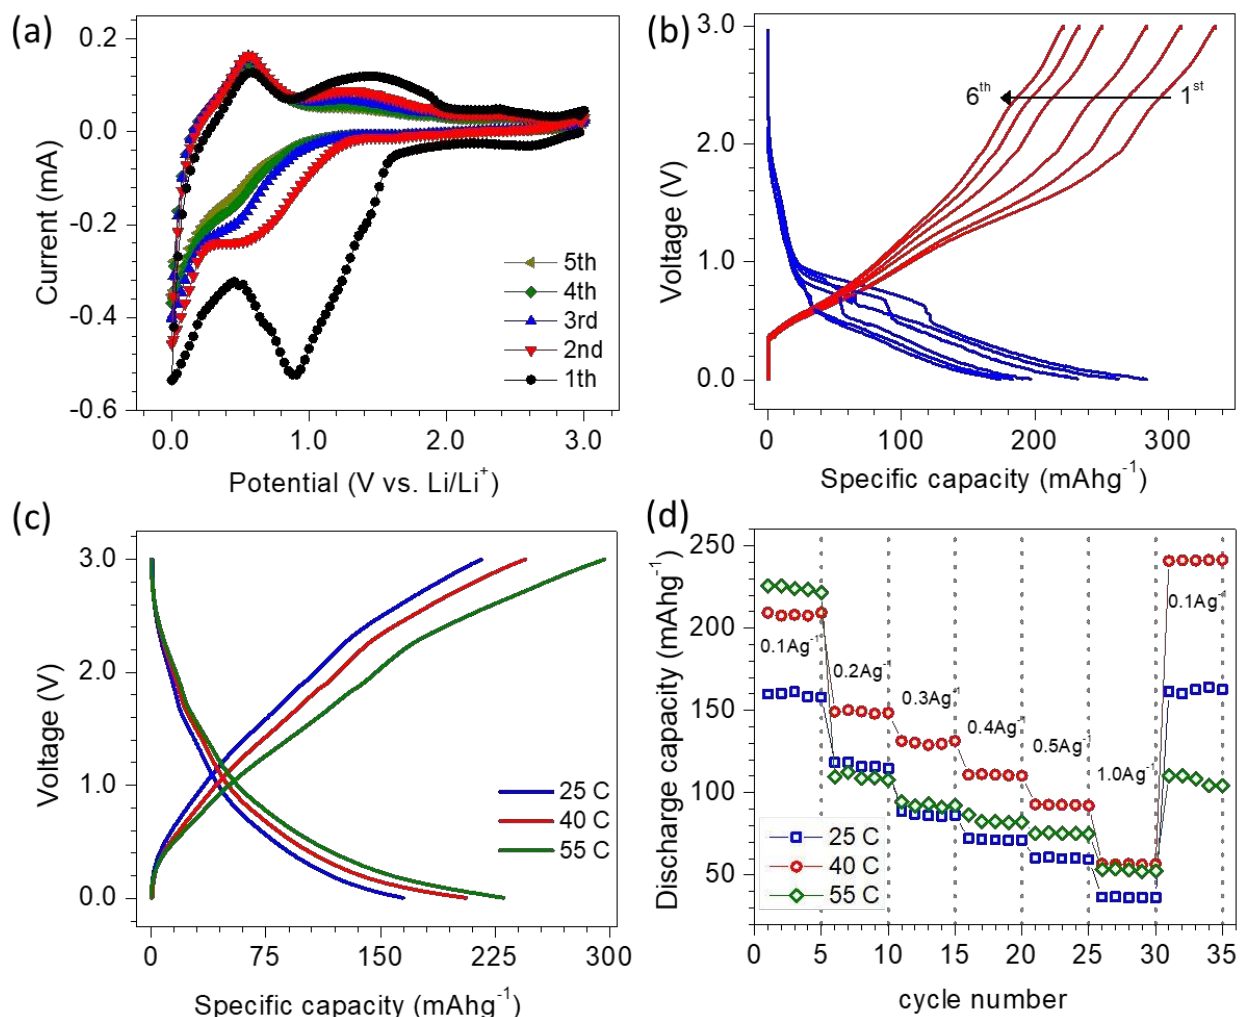 (a)
0.2
0.0
-0.2
-0.4
-0.6
Current (mA)
5th
4th
3rd
2nd
1th
0.0 1.0 2.0 3.0
Potential (V vs. Li/Li⁺)
(b)
3.0
2.0
1.0
0.0
Voltage (V)
6ᵗʰ
1ˢᵗ
0 100 200 300
Specific capacity (mAhg⁻¹)
(c)
3.0
2.0
1.0
0.0
Voltage (V)
25 C
40 C
55 C
0 75 150 225 300
Specific capacity (mAhg⁻¹)
(d)
250
200
150
100
50
Discharge capacity (mAhg⁻¹)
0.1Ag⁻¹
0.2Ag⁻¹
0.3Ag⁻¹
0.4Ag⁻¹
0.5Ag⁻¹
1.0Ag⁻¹
0.1Ag⁻¹
25 C
40 C
55 C
0 5 10 15 20 25 30 35
cycle number